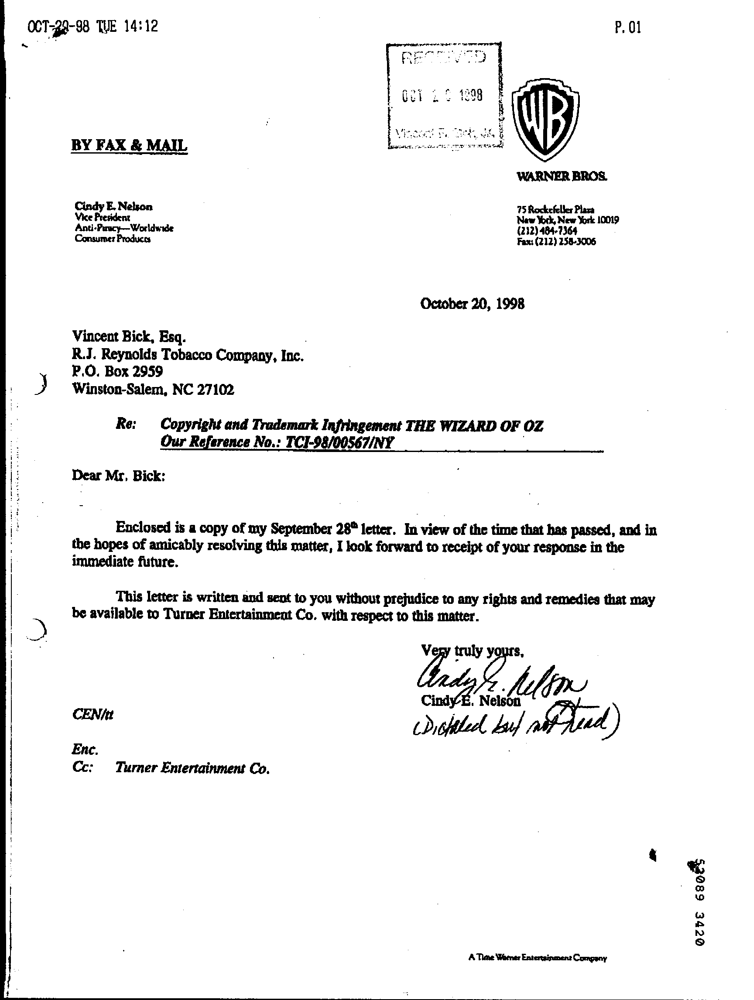 OCT-20-98 TUE 14:12
P.01
RECEIVED
OCT 2 0 1998
WB
WARNER BROS.
BY FAX & MAIL
Cindy E. Nelson
Vice President
Anti-Piracy—Worldwide
Consumer Products
75 Rockefeller Plaza
New York, New York 10019
(212) 484-7364
Fax: (212) 258-3006
October 20, 1998
Vincent Bick, Esq.
R.J. Reynolds Tobacco Company, Inc.
P.O. Box 2959
Winston-Salem, NC 27102
Re: Copyright and Trademark Infringement THE WIZARD OF OZ
Our Reference No.: TCI-98/00567/NY
Dear Mr. Bick:
Enclosed is a copy of my September 28th letter. In view of the time that has passed, and in
the hopes of amicably resolving this matter, I look forward to receipt of your response in the
immediate future.
This letter is written and sent to you without prejudice to any rights and remedies that may
be available to Turner Entertainment Co. with respect to this matter.
Very truly yours,
Cindy E. Nelson
Cindy E. Nelson
(Dictated but not read)
CEN/tt
Enc.
Cc: Turner Entertainment Co.
53089 3420
A Time Warner Entertainment Company